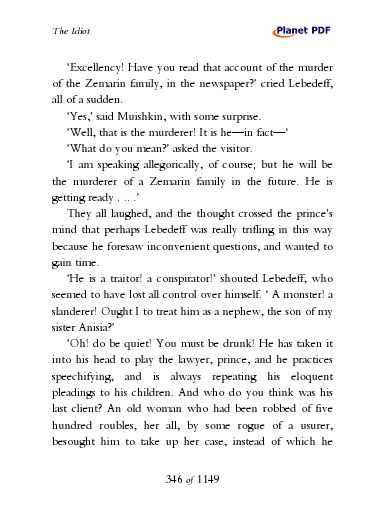 The Idiot
Planet PDF
‘Excellency! Have you read that account of the murder
of the Zemarin family, in the newspaper?’ cried Lebedeff,
all of a sudden.
‘Yes,’ said Muishkin, with some surprise.
‘Well, that is the murderer! It is he—in fact—‘
‘What do you mean?’ asked the visitor.
‘I am speaking allegorically, of course; but he will be
the murderer of a Zemarin family in the future. He is
getting ready . .. .’
They all laughed, and the thought crossed the prince’s
mind that perhaps Lebedeff was really trifling in this way
because he foresaw inconvenient questions, and wanted to
gain time.
‘He is a traitor! a conspirator!’ shouted Lebedeff, who
seemed to have lost all control over himself. ‘ A monster! a
slanderer! Ought I to treat him as a nephew, the son of my
sister Anisia?’
‘Oh! do be quiet! You must be drunk! He has taken it
into his head to play the lawyer, prince, and he practices
speechifying, and is always repeating his eloquent
pleadings to his children. And who do you think was his
last client? An old woman who had been robbed of five
hundred roubles, her all, by some rogue of a usurer,
besought him to take up her case, instead of which he
346 of 1149